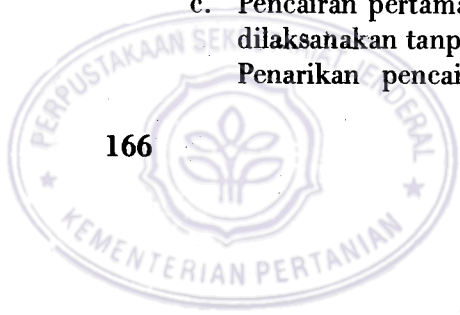 c. Pencairan pertama
dilaksanakan tanp
Penarikan pencai
166
PERPUSTAKAAN SEKRETARIAT JENDERAL
KEMENTERIAN PERTANIAN